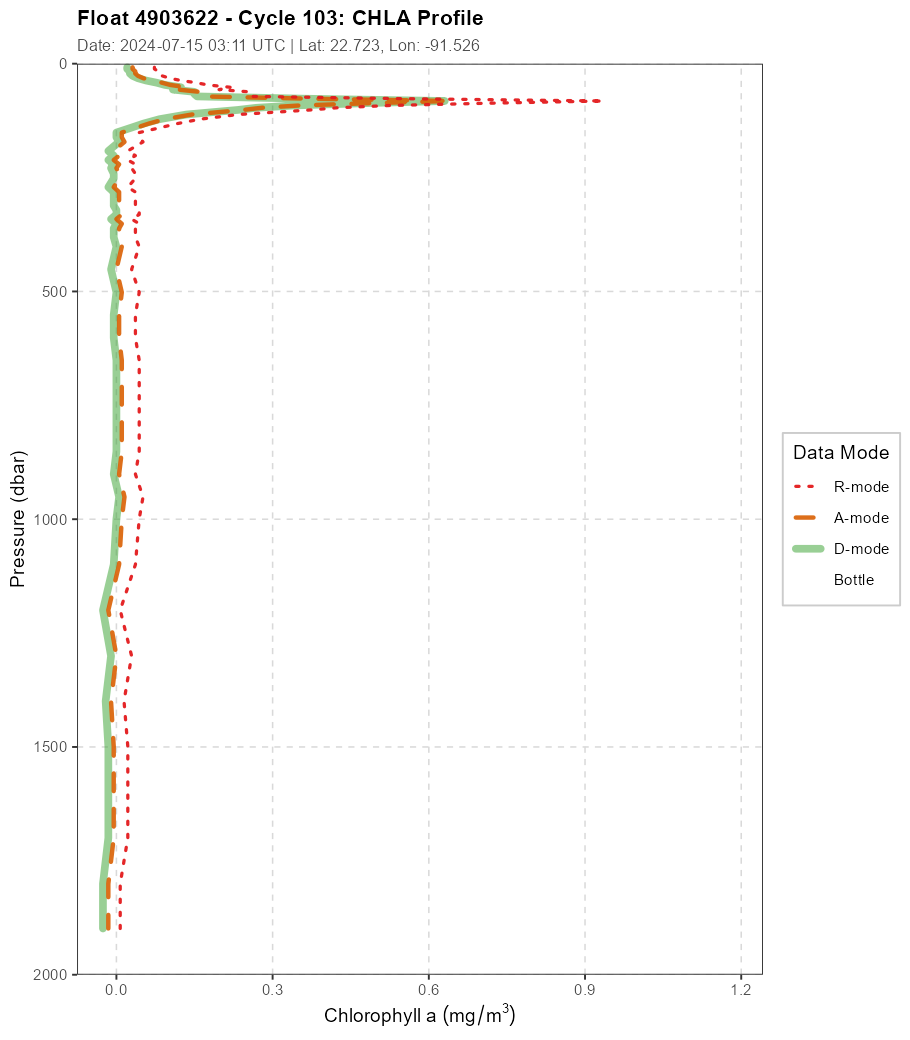 Float 4903622 - Cycle 103: CHLA Profile
Date: 2024-07-15 03:11 UTC | Lat: 22.723, Lon: -91.526
0
500
1000
1500
2000
Pressure (dbar)
0.0 0.3 0.6 0.9 1.2
Chlorophyll a (mg/m³)
Data Mode
R-mode
A-mode
D-mode
Bottle